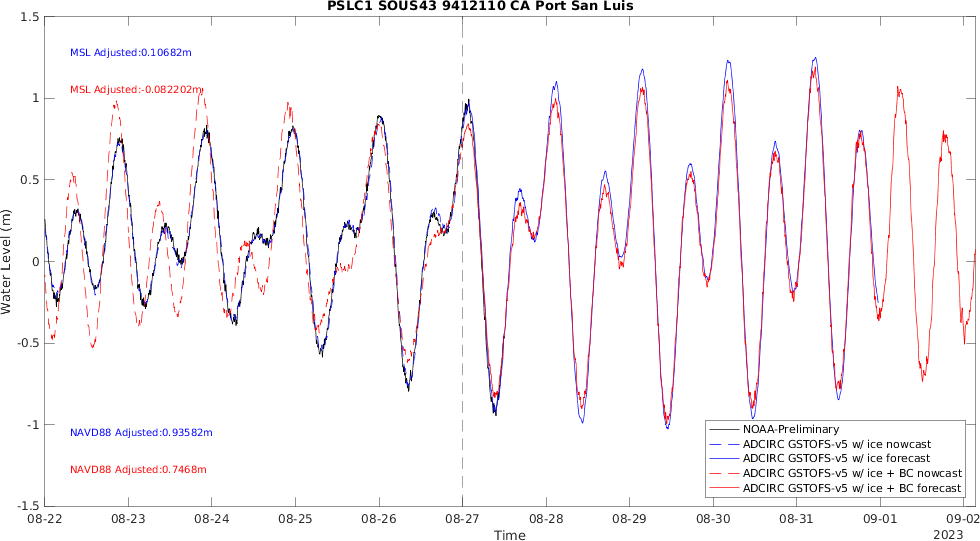 PSLC1 SOUS43 9412110 CA Port San Luis
1.5
MSL Adjusted:0.10682m
MSL Adjusted:-0.082202m
1
0.5
0
-0.5
-1
-1.5
Water Level (m)
NAVD88 Adjusted:0.93582m
NAVD88 Adjusted:0.7468m
NOAA-Preliminary
ADCIRC GSTOFS-v5 w/ ice nowcast
ADCIRC GSTOFS-v5 w/ ice forecast
ADCIRC GSTOFS-v5 w/ ice + BC nowcast
ADCIRC GSTOFS-v5 w/ ice + BC forecast
08-22 08-23 08-24 08-25 08-26 08-27 08-28 08-29 08-30 08-31 09-01 09-02
Time
2023